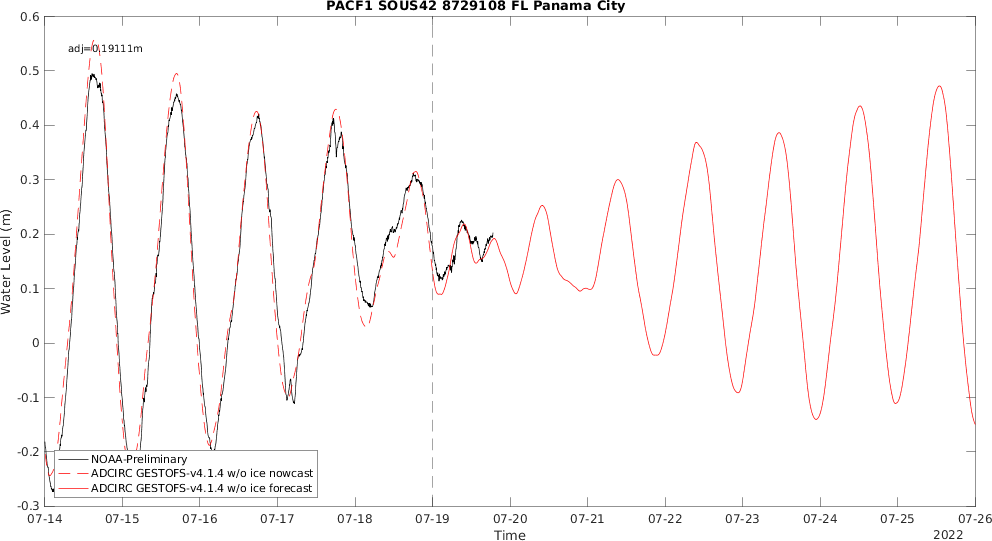 PACF1 SOUS42 8729108 FL Panama City
adj=0.19111m
Water Level (m)
0.6
0.5
0.4
0.3
0.2
0.1
0
-0.1
-0.2
-0.3
NOAA-Preliminary
ADCIRC GESTOFS-v4.1.4 w/o ice nowcast
ADCIRC GESTOFS-v4.1.4 w/o ice forecast
07-14 07-15 07-16 07-17 07-18 07-19 07-20 07-21 07-22 07-23 07-24 07-25 07-26
Time
2022